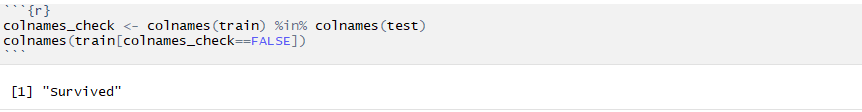 ```{r}
colnames_check <- colnames(train) %in% colnames(test)
colnames(train[colnames_check==FALSE])
```
[1] "Survived"